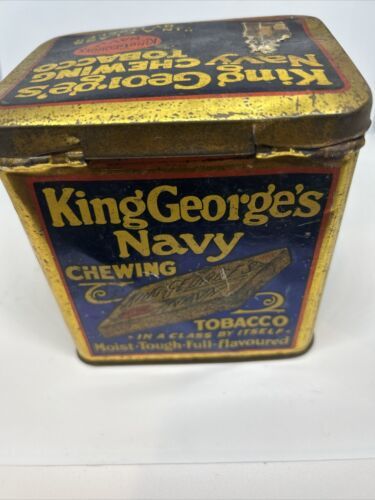 King George's
Navy CHEWING
TOBACCO
King George's
Navy
CHEWING
TOBACCO
IN A CLASS BY ITSELF
Moist-Tough-Full-flavoured